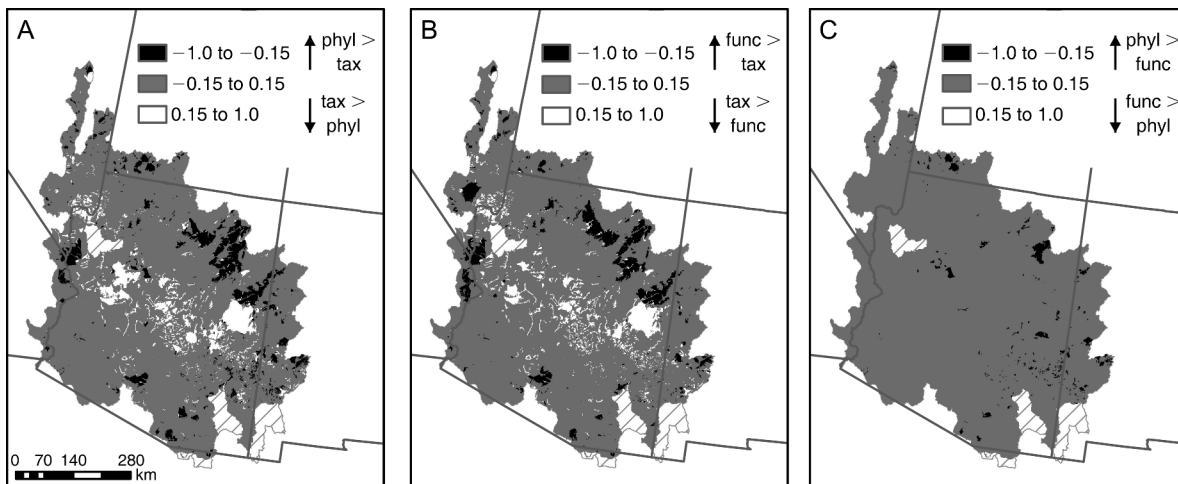 A
−1.0 to −0.15
−0.15 to 0.15
0.15 to 1.0
phyl >
tax
tax >
phyl
0 70 140 280
km
B
−1.0 to −0.15
−0.15 to 0.15
0.15 to 1.0
func >
tax
tax >
func
C
−1.0 to −0.15
−0.15 to 0.15
0.15 to 1.0
phyl >
func
func >
phyl